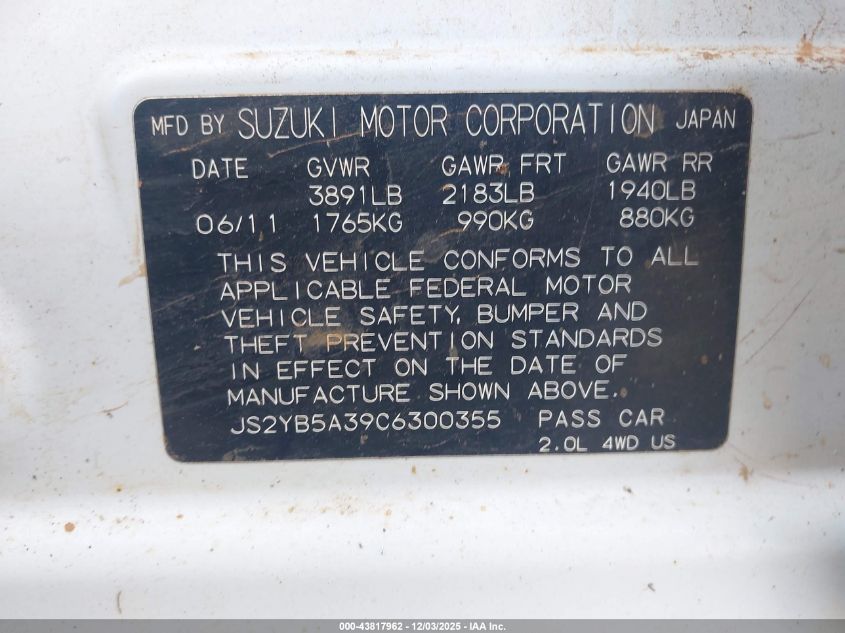 MFD BY SUZUKI MOTOR CORPORATION JAPAN
DATE GVWR GAWR FRT GAWR RR
3891LB 2183LB 1940LB
06/11 1765KG 990KG 880KG
THIS VEHICLE CONFORMS TO ALL
APPLICABLE FEDERAL MOTOR
VEHICLE SAFETY, BUMPER AND
THEFT PREVENTION STANDARDS
IN EFFECT ON THE DATE OF
MANUFACTURE SHOWN ABOVE.
JS2YB5A39C6300355 PASS CAR
2.0L 4WD US
000-43817962 - 12/03/2025 - IAA Inc.